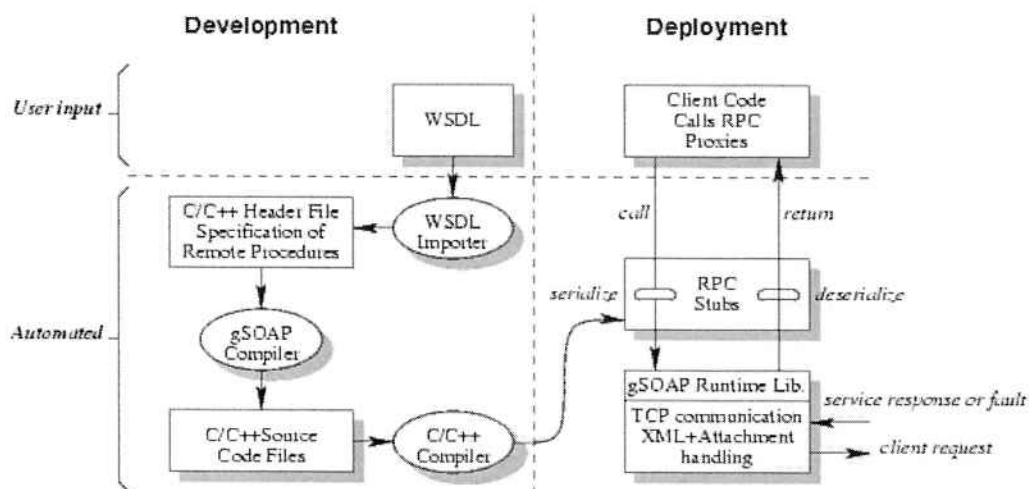 Development
Deployment
User input
WSDL
Client Code
Calls RPC
Proxies
C/C++ Header File
Specification of
Remote Procedures
WSDL
Importer
call
return
Automated
gSOAP
Compiler
serialize
RPC
Stubs
deserialize
C/C++Source
Code Files
C/C++
Compiler
gSOAP Runtime Lib.
TCP communication
XML+Attachment
handling
service response or fault
client request